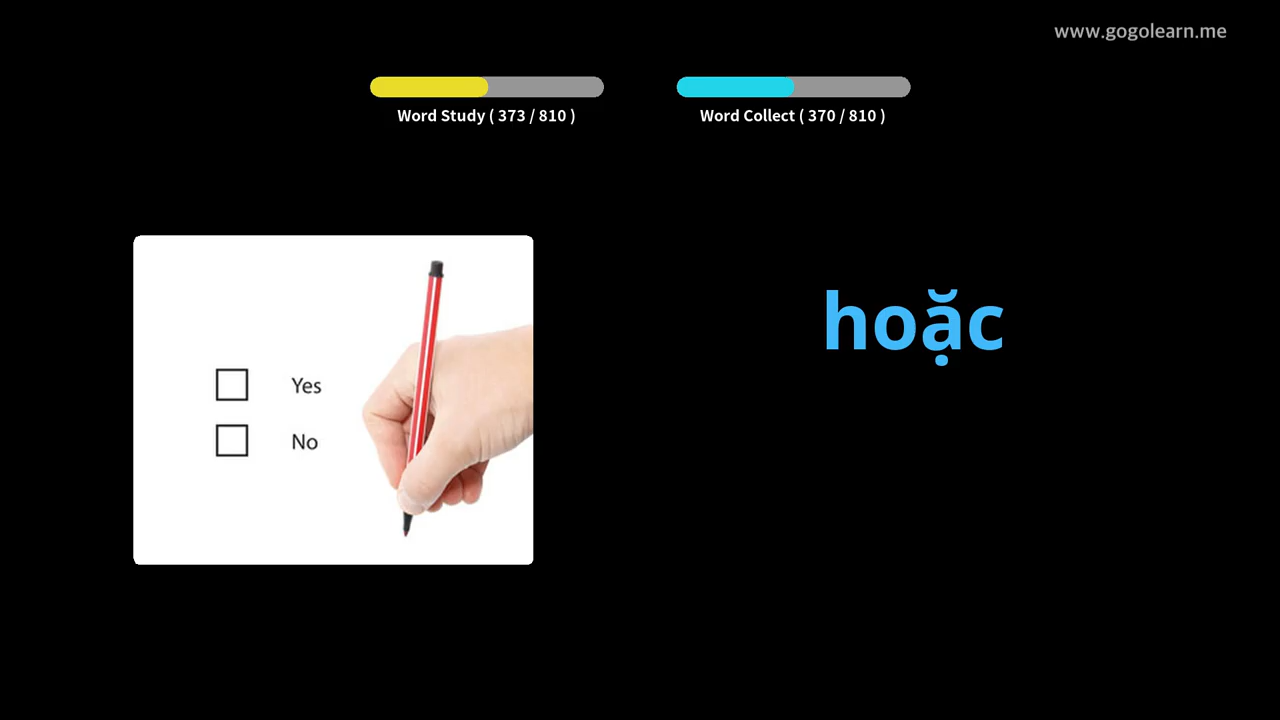 www.gogolearn.me
Word Study ( 373 / 810 )
Word Collect ( 370 / 810 )
hoặc
Yes
No